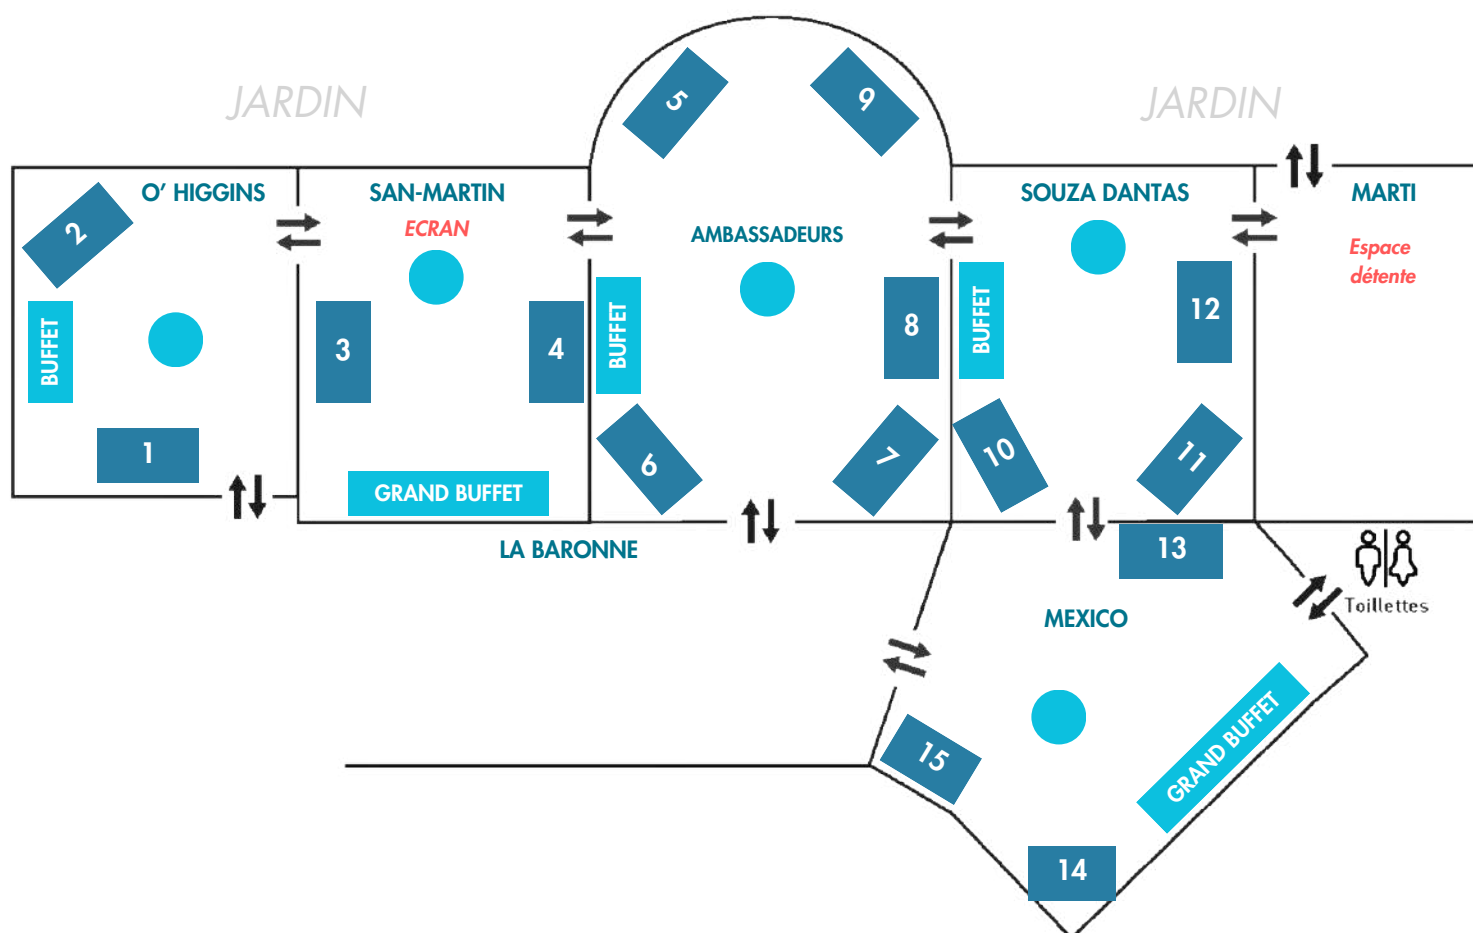 JARDIN
JARDIN
O' HIGGINS
SAN-MARTIN
ECRAN
AMBASSADEURS
SOUZA DANTAS
MARTI
Espace
détente
5
9
2
BUFFET
1
3
4
GRAND BUFFET
BUFFET
6
8
7
BUFFET
10
12
11
LA BARONNE
13
Toillettes
MEXICO
15
GRAND BUFFET
14